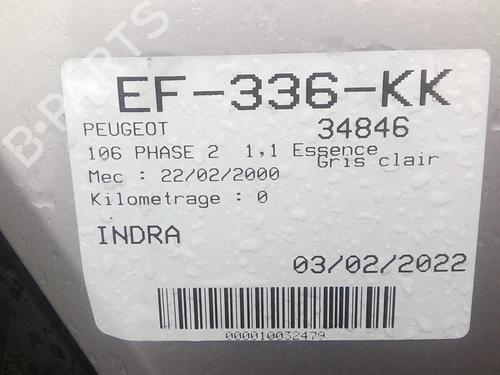 B-PARTS
EF-336-KK
PEUGEOT 34846
106 PHASE 2 1,1 Essence
Gris clair
Mec : 22/02/2000
Kilometrage : 0
INDRA
03/02/2022
000010032479